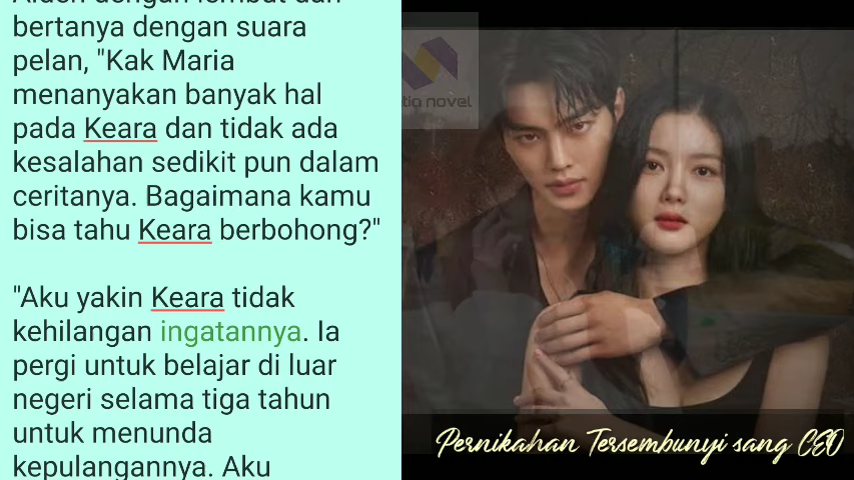 bertanya dengan suara
pelan, "Kak Maria
menanyakan banyak hal
pada Keara dan tidak ada
kesalahan sedikit pun dalam
ceritanya. Bagaimana kamu
bisa tahu Keara berbohong?"
"Aku yakin Keara tidak
kehilangan ingatannya. Ia
pergi untuk belajar di luar
negeri selama tiga tahun
untuk menunda
kepulangannya. Aku
novel
Pernikahan Tersembunyi sang CEO